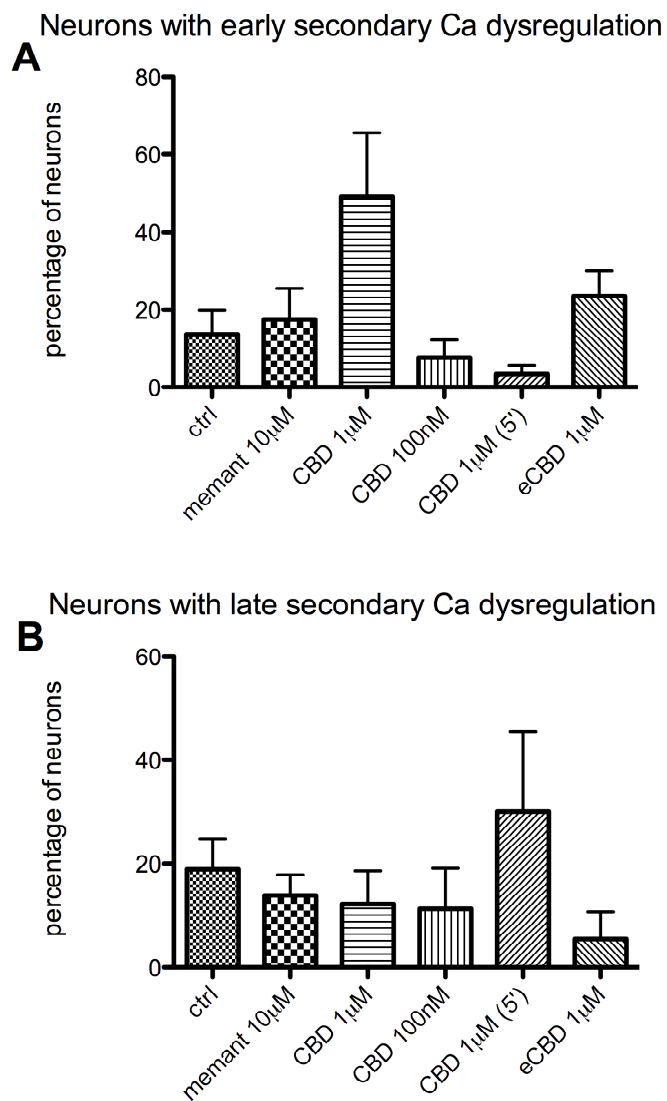 Neurons with early secondary Ca dysregulation
A
percentage of neurons
80
60
40
20
0
ctrl
memant 10µM
CBD 1µM
CBD 100nM
CBD 1µM (5')
eCBD 1µM
Neurons with late secondary Ca dysregulation
B
percentage of neurons
60
40
20
0
ctrl
memant 10µM
CBD 1µM
CBD 100nM
CBD 1µM (5')
eCBD 1µM